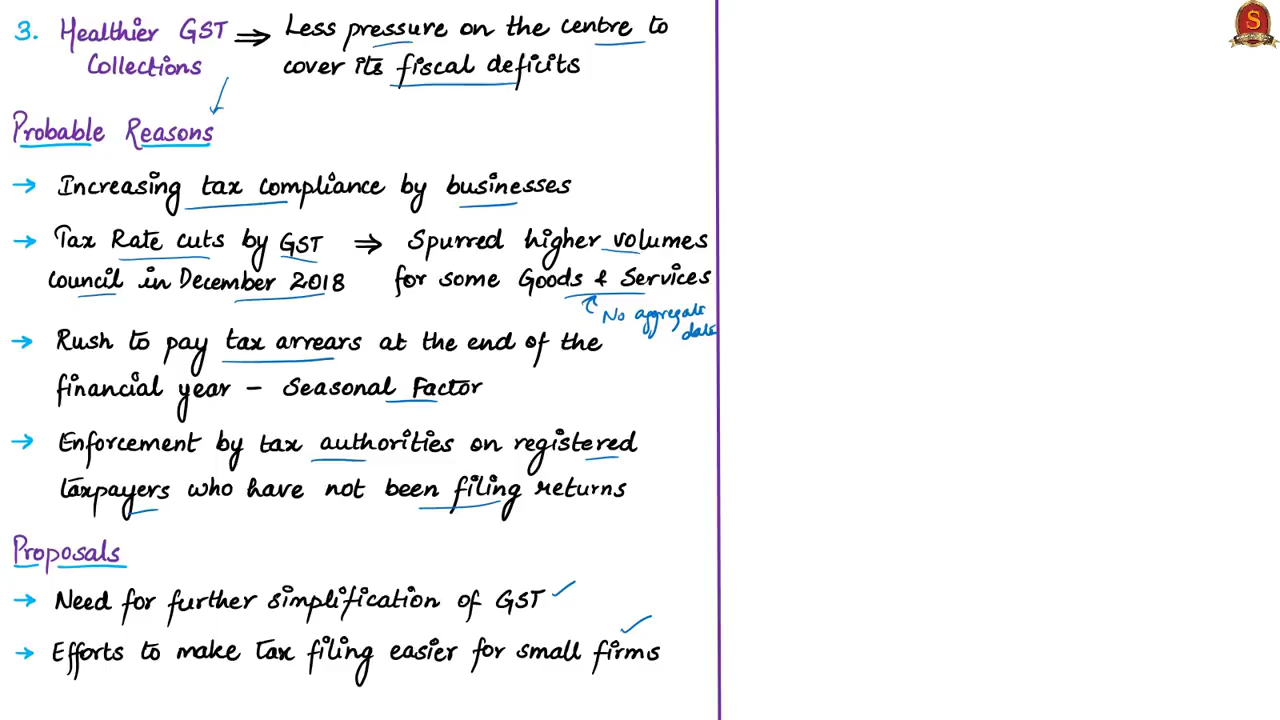 3. Healthier GST ⇒ Less pressure on the centre to
Collections cover its fiscal deficits
Probable Reasons
→ Increasing tax compliance by businesses
→ Tax Rate cuts by GST ⇒ Spurred higher volumes
council in December 2018 for some Goods & Services
No aggregate
data
→ Rush to pay tax arrears at the end of the
financial year - Seasonal Factor
→ Enforcement by tax authorities on registered
taxpayers who have not been filing returns
Proposals
→ Need for further simplification of GST ✓
→ Efforts to make tax filing easier for small firms ✓
S